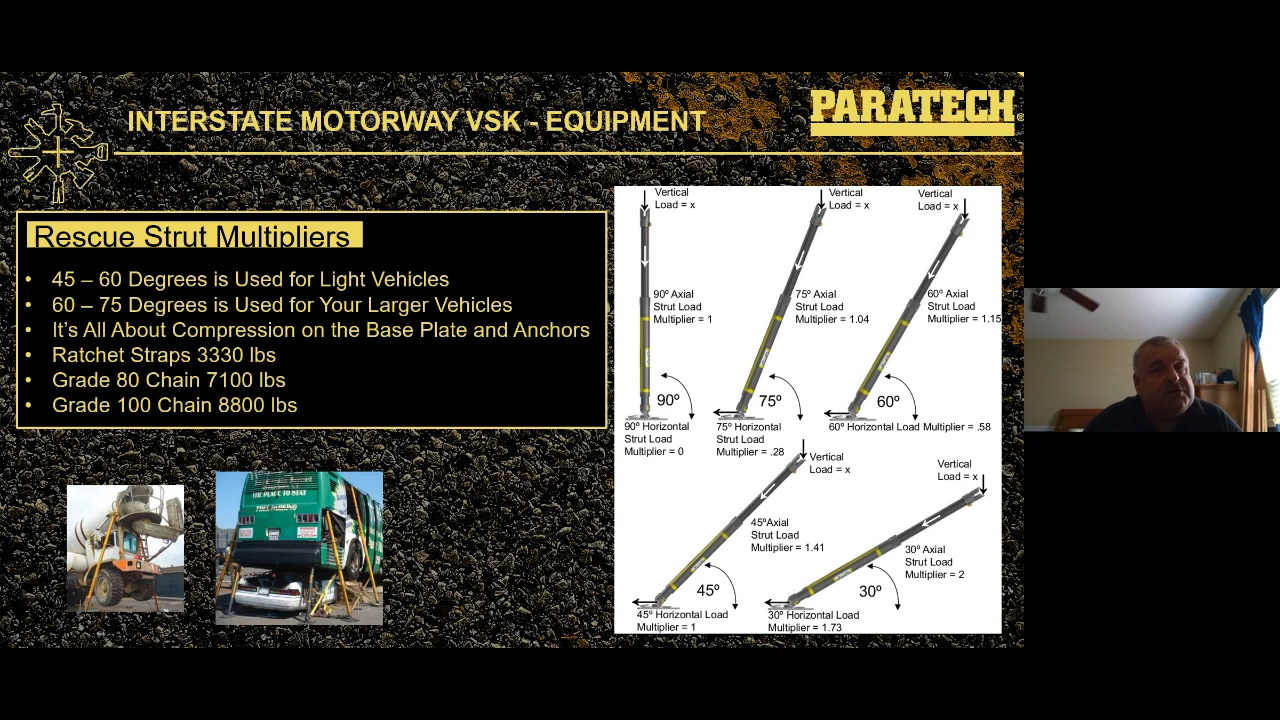 INTERSTATE MOTORWAY VSK - EQUIPMENT
PARATECH®
Rescue Strut Multipliers
• 45 – 60 Degrees is Used for Light Vehicles
• 60 – 75 Degrees is Used for Your Larger Vehicles
• It's All About Compression on the Base Plate and Anchors
• Ratchet Straps 3330 lbs
• Grade 80 Chain 7100 lbs
• Grade 100 Chain 8800 lbs
Vertical
Load = x
90º Axial
Strut Load
Multiplier = 1
90º
90º Horizontal
Strut Load
Multiplier = 0
Vertical
Load = x
75º Axial
Strut Load
Multiplier = 1.04
75º
75º Horizontal
Strut Load
Multiplier = .28
Vertical
Load = x
60º Axial
Strut Load
Multiplier = 1.15
60º
60º Horizontal Load Multiplier = .58
Vertical
Load = x
45ºAxial
Strut Load
Multiplier = 1.41
45º
45º Horizontal Load
Multiplier = 1
Vertical
Load = x
30º Axial
Strut Load
Multiplier = 2
30º
30º Horizontal Load
Multiplier = 1.73
THE PLACE TO STAY